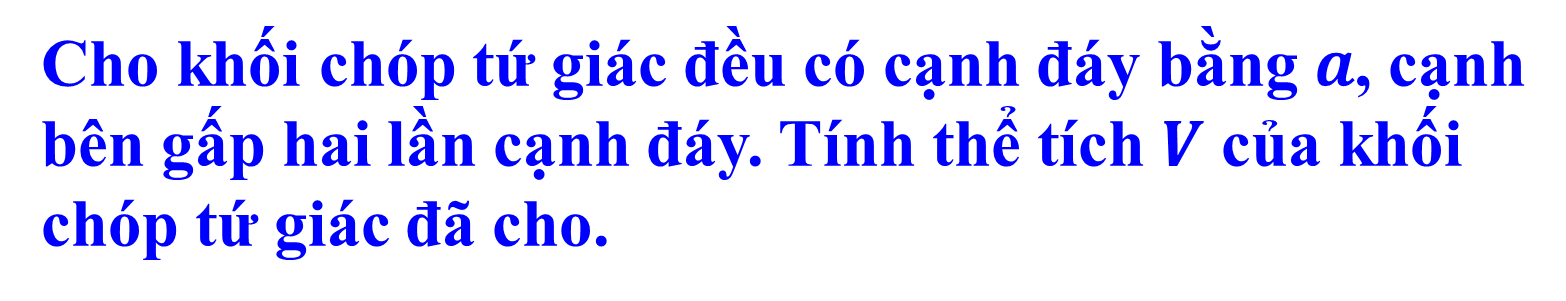 Cho khối chóp tứ giác đều có cạnh đáy bằng a, cạnh
bên gấp hai lần cạnh đáy. Tính thể tích V của khối
chóp tứ giác đã cho.